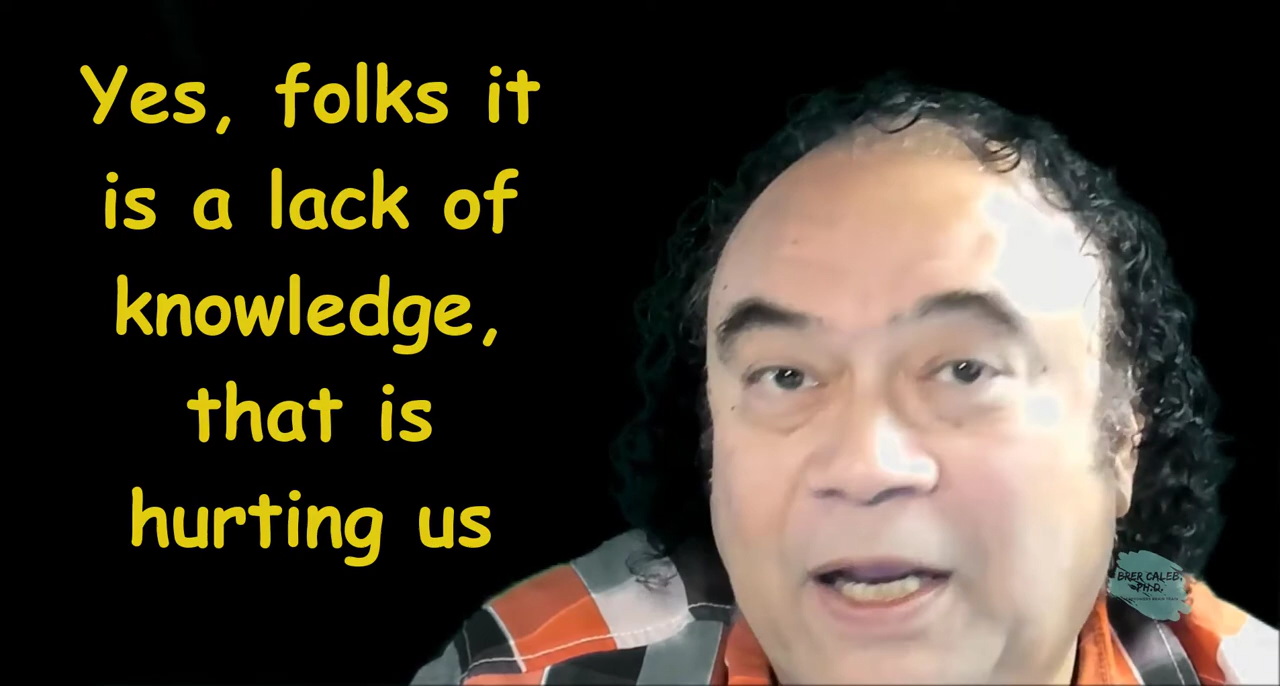 Yes, folks it
is a lack of
knowledge,
that is
hurting us
BRER CALEB,
PH.D.